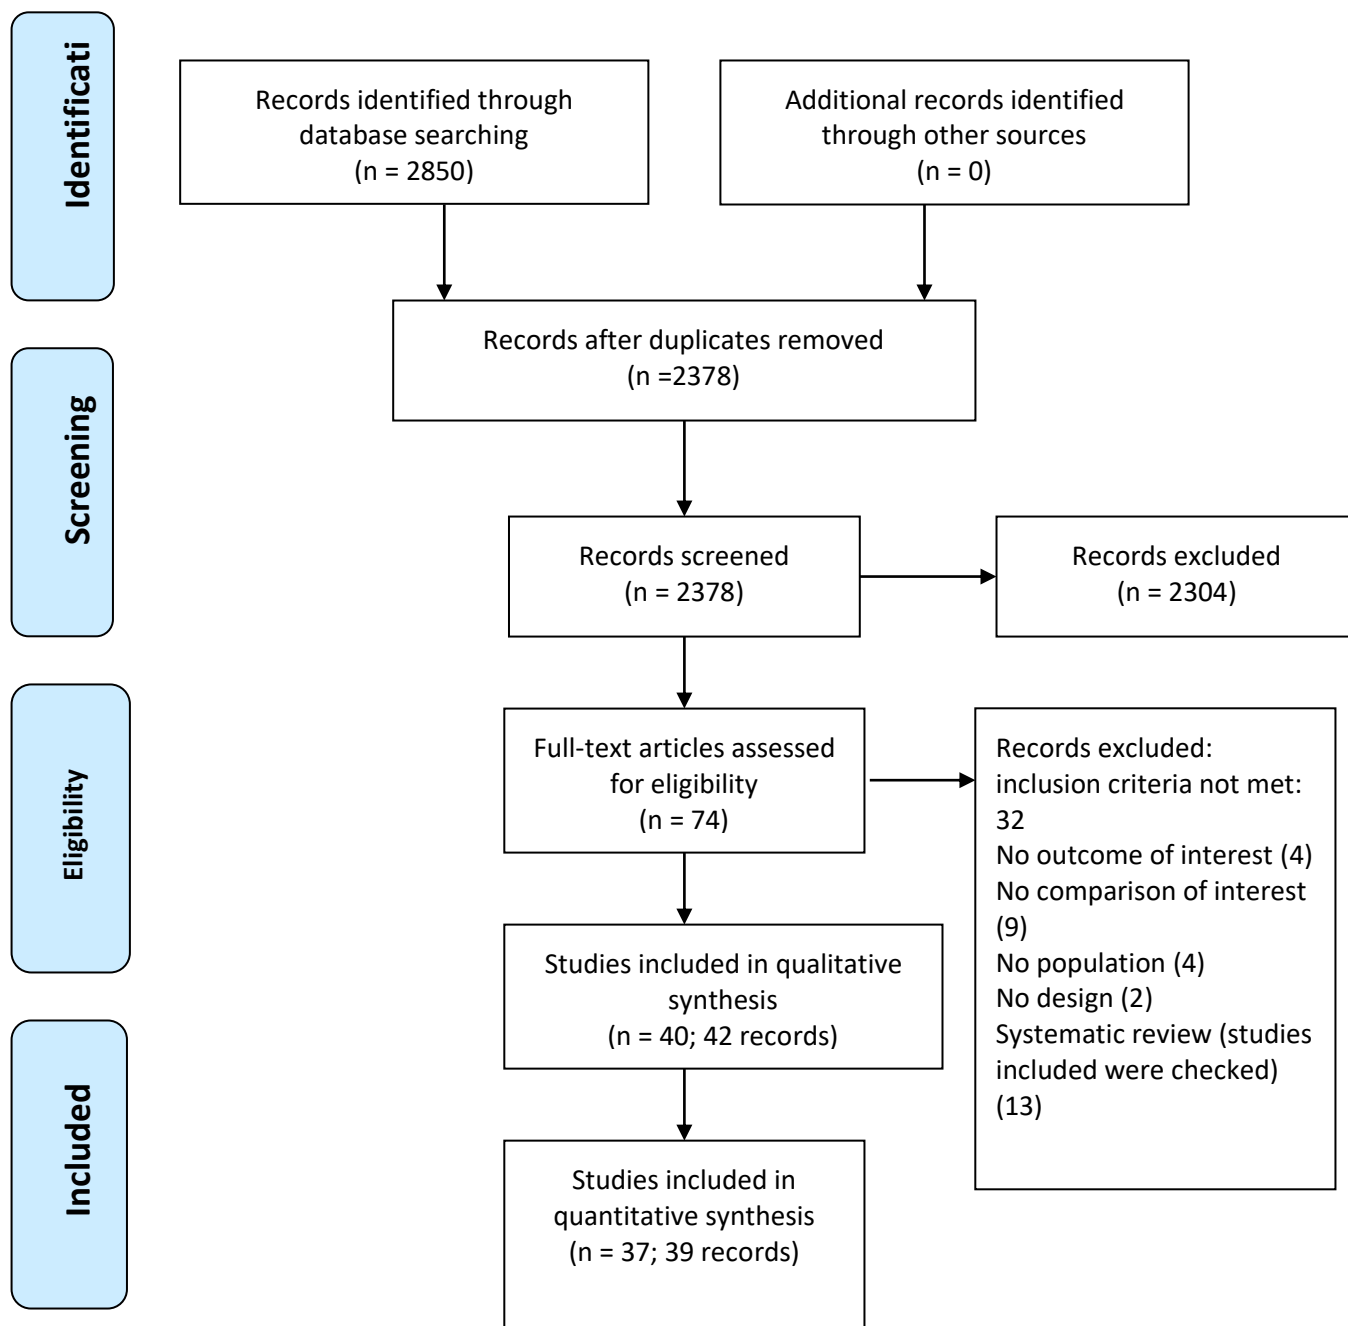 Identificati
Records identified through
database searching
(n = 2850)
Additional records identified
through other sources
(n = 0)
Records after duplicates removed
(n =2378)
Screening
Records screened
(n = 2378)
Records excluded
(n = 2304)
Eligibility
Full-text articles assessed
for eligibility
(n = 74)
Records excluded:
inclusion criteria not met:
32
No outcome of interest (4)
No comparison of interest
(9)
No population (4)
No design (2)
Systematic review (studies
included were checked)
(13)
Studies included in qualitative
synthesis
(n = 40; 42 records)
Included
Studies included in
quantitative synthesis
(n = 37; 39 records)